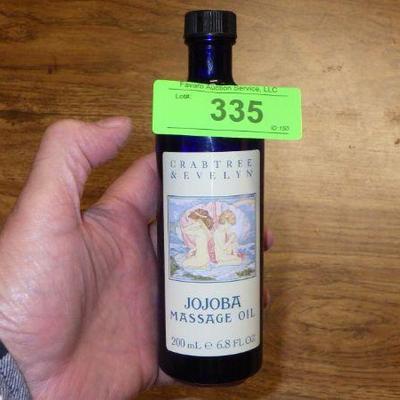 Favaro Auction Service, LLC
Lot#:
335
ID:150
CRABTREE
& EVELYN
JOJOBA
MASSAGE OIL
200 mL ℮ 6.8 FL OZ